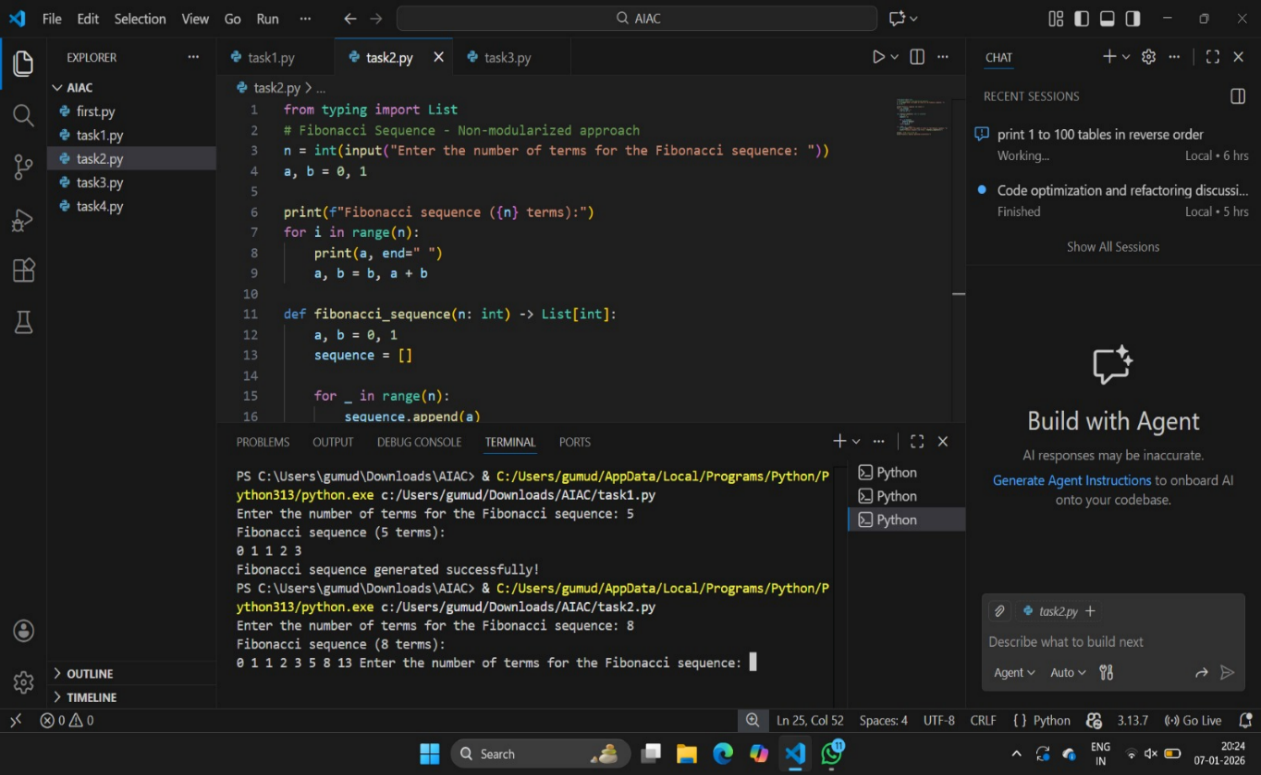 File Edit Selection View Go Run ··· AIAC
EXPLORER ···
AIAC
first.py
task1.py
task2.py
task3.py
task4.py
OUTLINE
TIMELINE
task1.py task2.py task3.py
task2.py > ...
1 from typing import List
2 # Fibonacci Sequence - Non-modularized approach
3 n = int(input("Enter the number of terms for the Fibonacci sequence: "))
4 a, b = 0, 1
5
6 print(f"Fibonacci sequence ({n} terms):")
7 for i in range(n):
8     print(a, end=" ")
9     a, b = b, a + b
10
11 def fibonacci_sequence(n: int) -> List[int]:
12     a, b = 0, 1
13     sequence = []
14
15     for _ in range(n):
16         sequence.append(a)
PROBLEMS OUTPUT DEBUG CONSOLE TERMINAL PORTS
PS C:\Users\gumud\Downloads\AIAC> & C:/Users/gumud/AppData/Local/Programs/Python/P
ython313/python.exe c:/Users/gumud/Downloads/AIAC/task1.py
Enter the number of terms for the Fibonacci sequence: 5
Fibonacci sequence (5 terms):
0 1 1 2 3
Fibonacci sequence generated successfully!
PS C:\Users\gumud\Downloads\AIAC> & C:/Users/gumud/AppData/Local/Programs/Python/P
ython313/python.exe c:/Users/gumud/Downloads/AIAC/task2.py
Enter the number of terms for the Fibonacci sequence: 8
Fibonacci sequence (8 terms):
0 1 1 2 3 5 8 13 Enter the number of terms for the Fibonacci sequence:
Python
Python
Python
CHAT
RECENT SESSIONS
print 1 to 100 tables in reverse order
Working... Local • 6 hrs
Code optimization and refactoring discussi...
Finished Local • 5 hrs
Show All Sessions
Build with Agent
AI responses may be inaccurate.
Generate Agent Instructions to onboard AI
onto your codebase.
task2.py +
Describe what to build next
Agent Auto
0 0 Ln 25, Col 52 Spaces: 4 UTF-8 CRLF { } Python 3.13.7 Go Live
Search 11 ENG 20:24
IN 07-01-2026